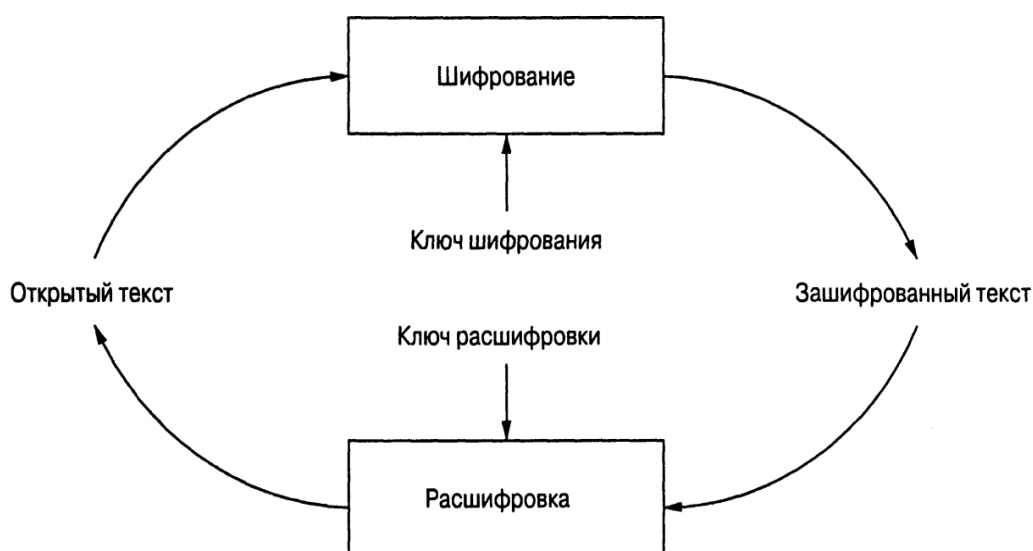 Шифрование
Ключ шифрования
Открытый текст
Зашифрованный текст
Ключ расшифровки
Расшифровка